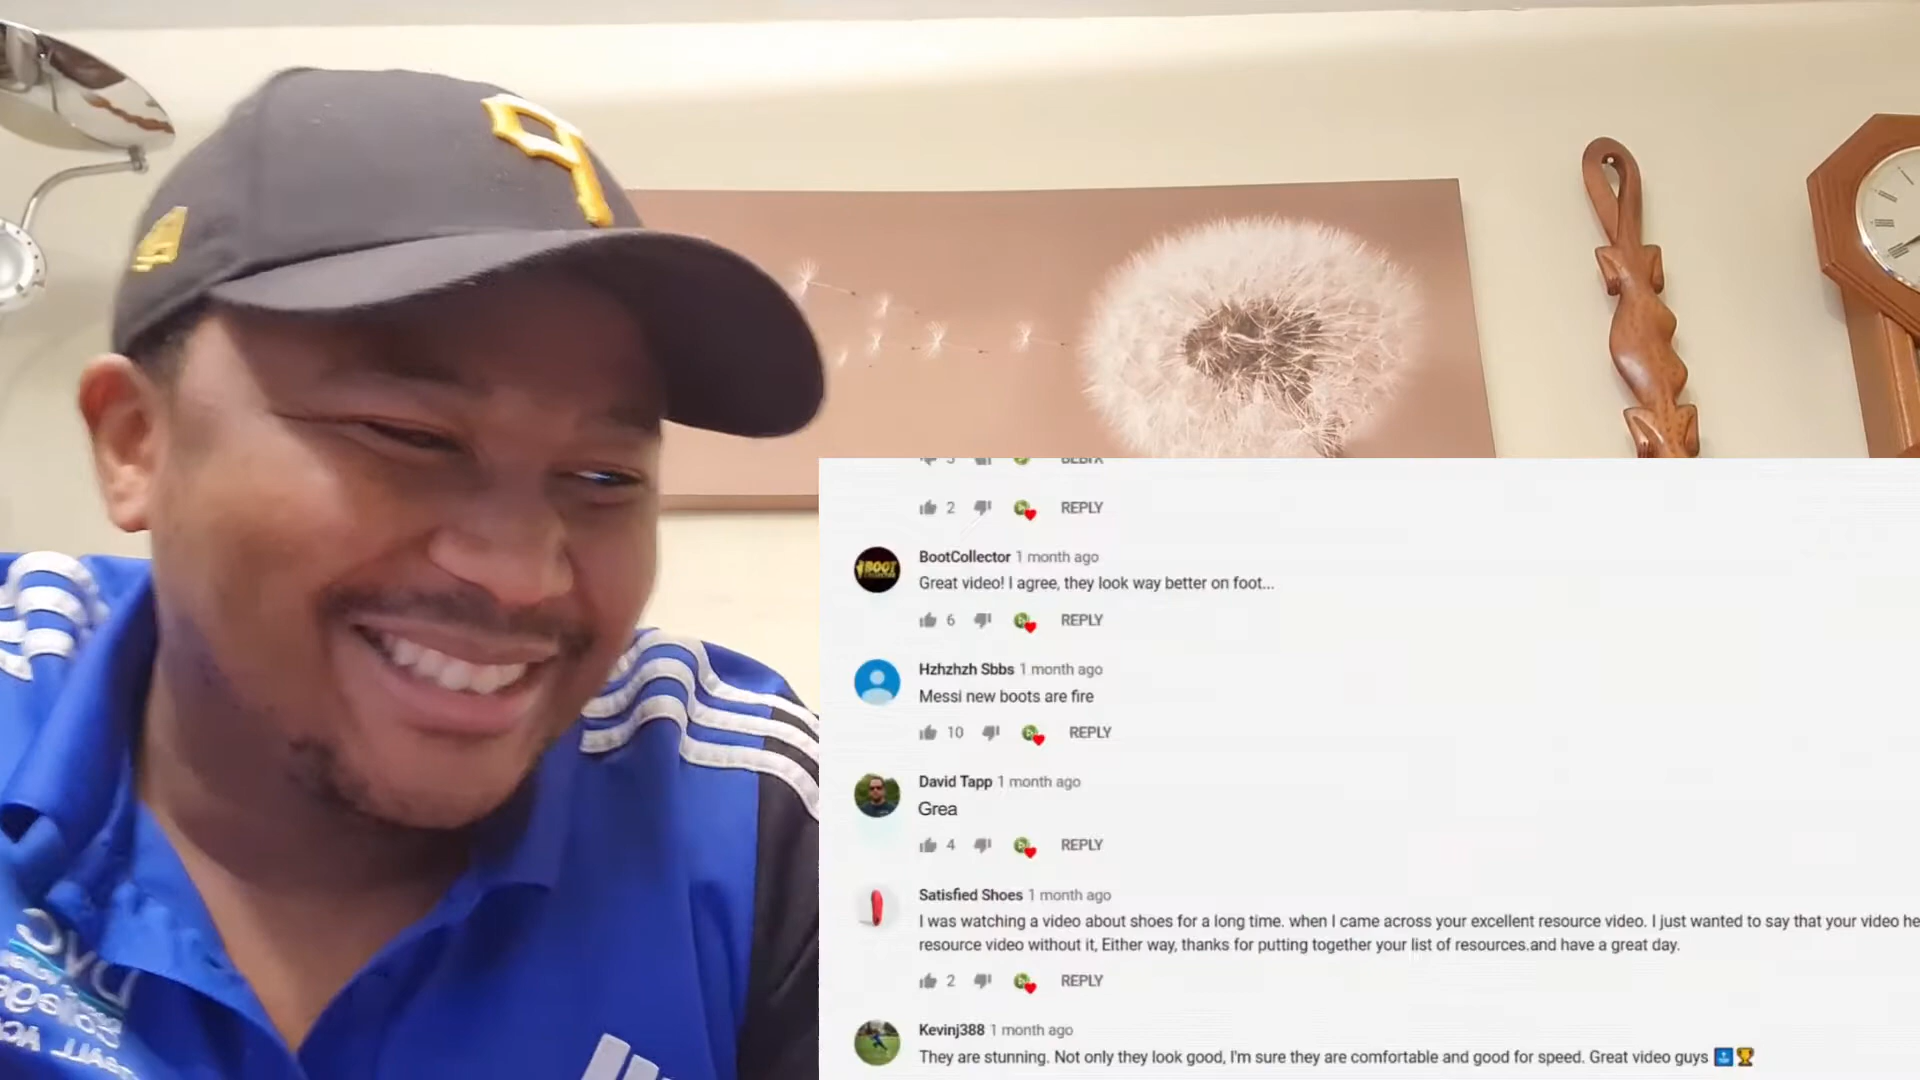 P
4
2 REPLY
BOOT
BootCollector 1 month ago
Great video! I agree, they look way better on foot...
6 REPLY
Hzhzhzh Sbbs 1 month ago
Messi new boots are fire
10 REPLY
David Tapp 1 month ago
Grea
4 REPLY
Satisfied Shoes 1 month ago
I was watching a video about shoes for a long time. when I came across your excellent resource video. I just wanted to say that your video he
resource video without it, Either way, thanks for putting together your list of resources.and have a great day.
2 REPLY
Kevinj388 1 month ago
They are stunning. Not only they look good, I'm sure they are comfortable and good for speed. Great video guys 🏆